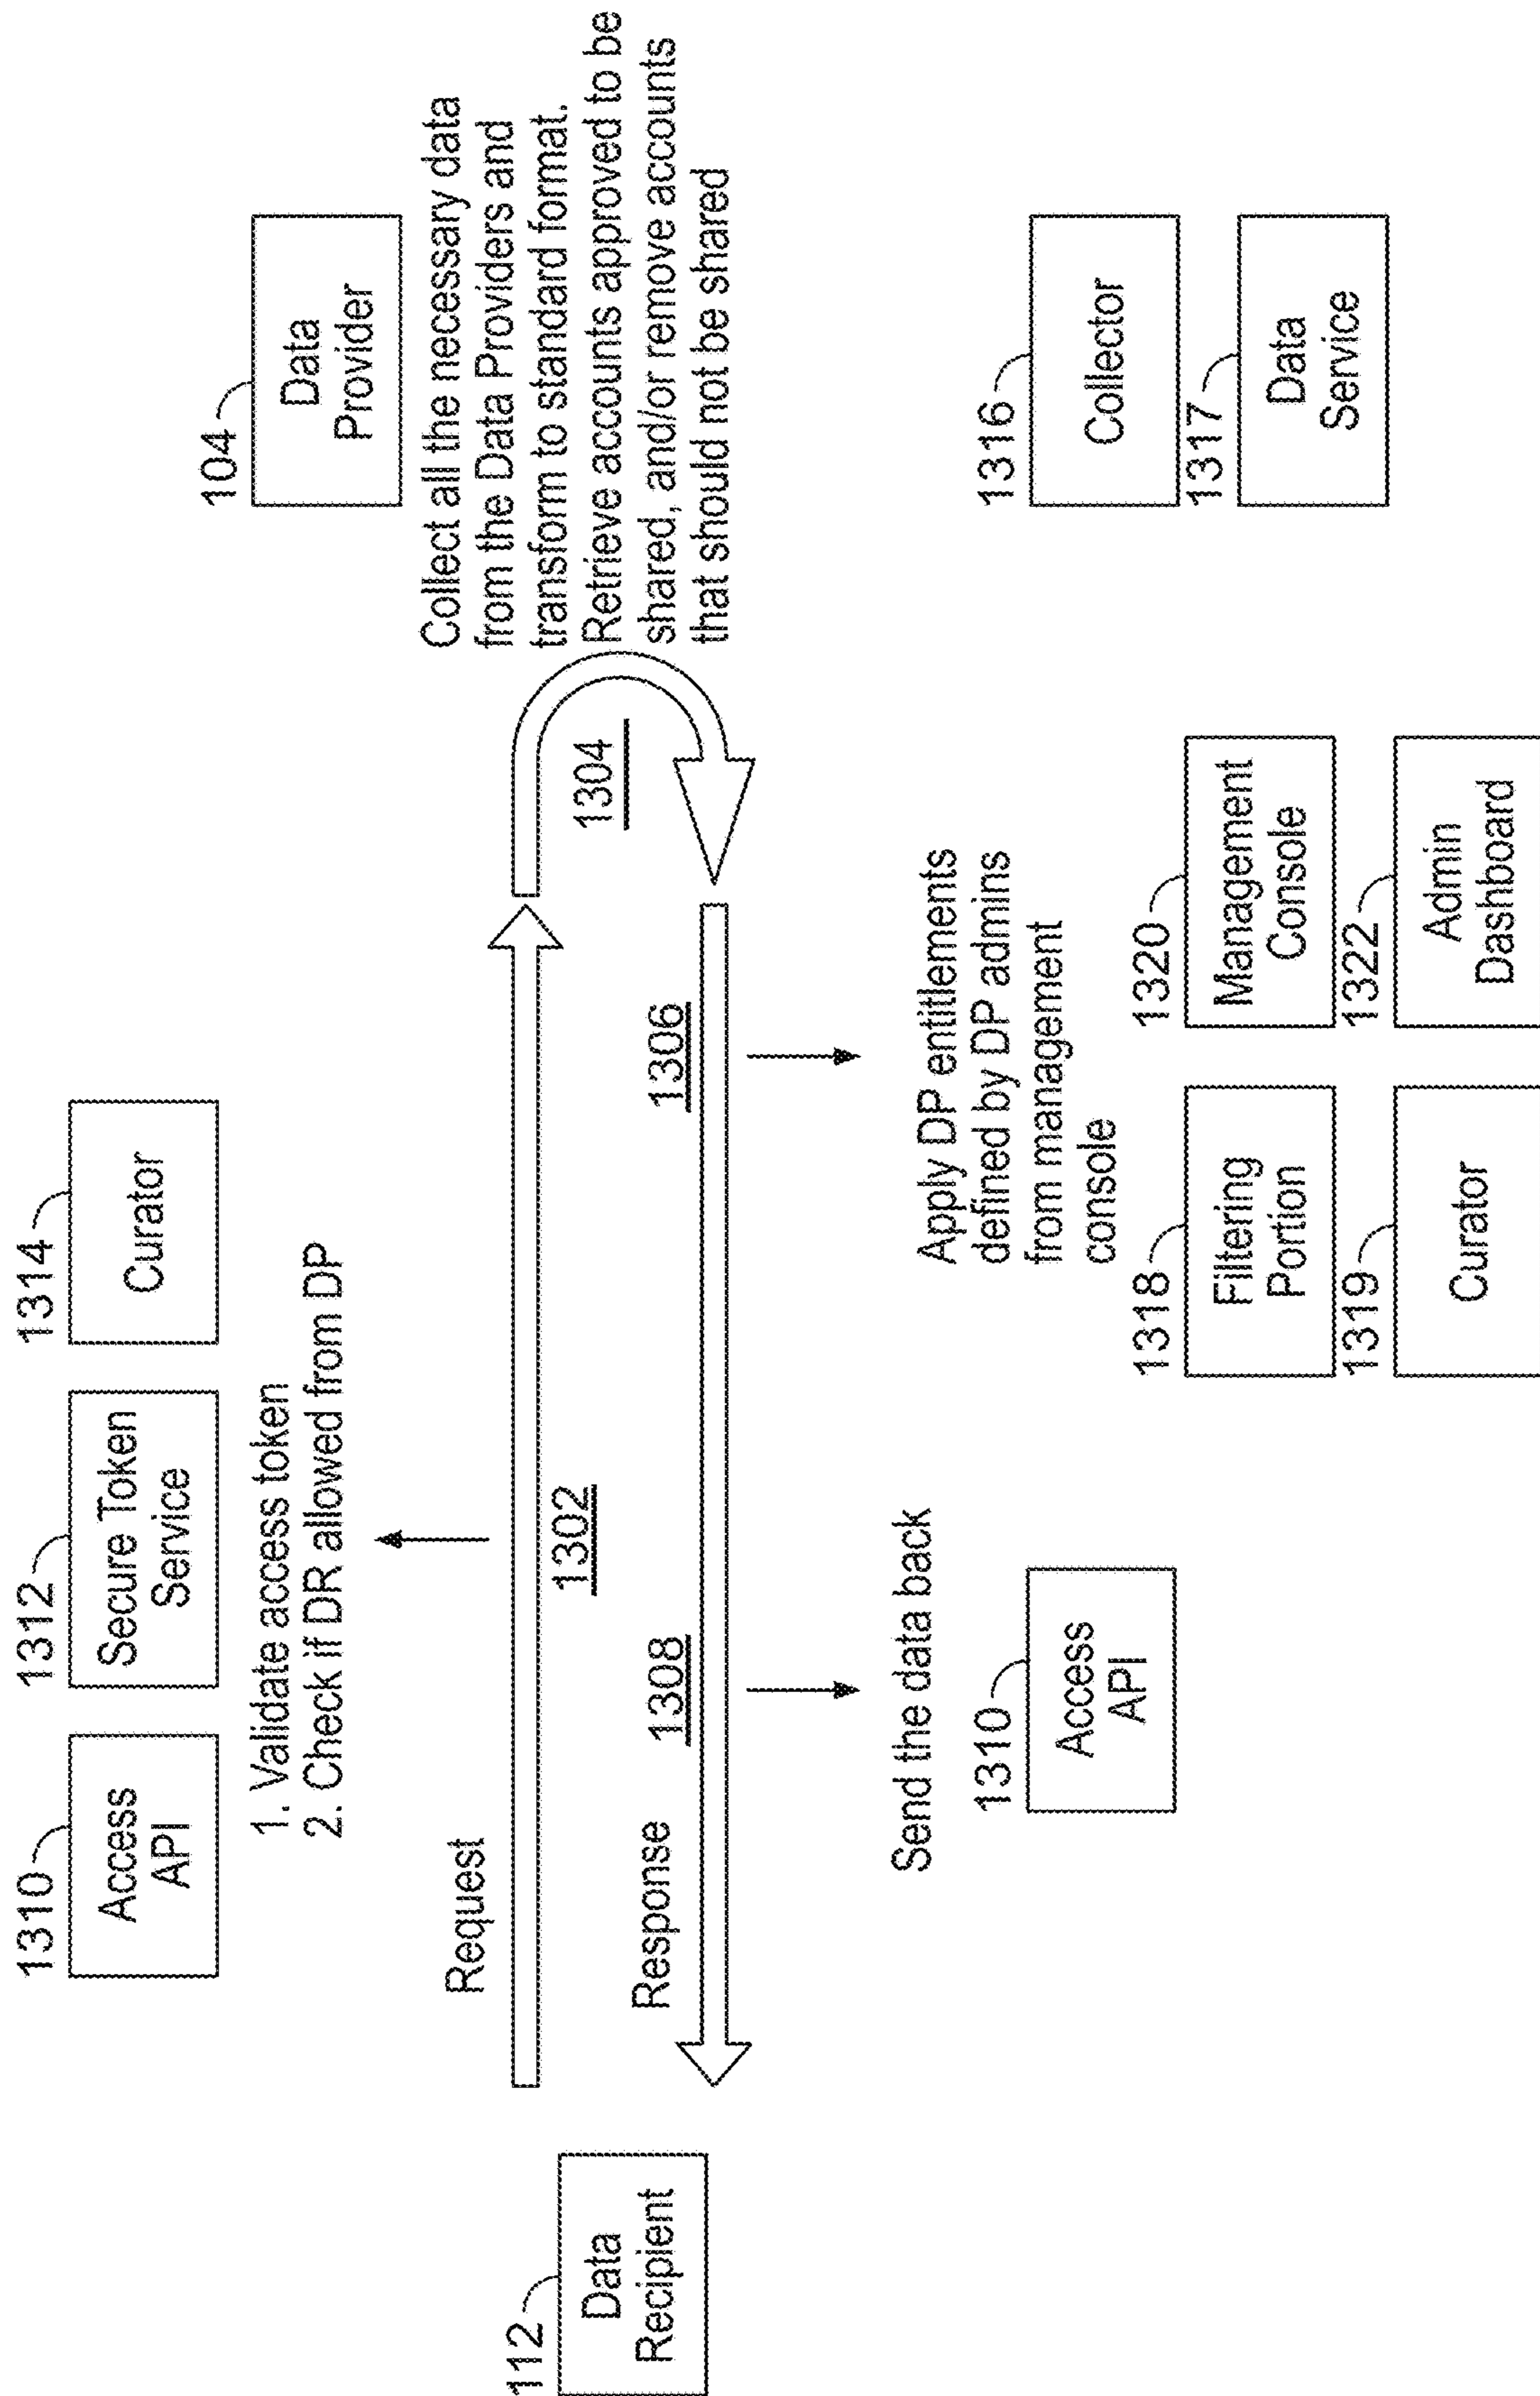 1310
Access
API
1312
Secure Token
Service
1314
Curator
1. Validate access token
2. Check if DR allowed from DP
104
Data
Provider
Collect all the necessary data
from the Data Providers and
transform to standard format.
Retrieve accounts approved to be
shared, and/or remove accounts
that should not be shared
112
Data
Recipient
Request
1302
1304
Response
1308
1306
Send the data back
1310
Access
API
Apply DP entitlements
defined by DP admins
from management
console
1318
Filtering
Portion
1320
Management
Console
1319
Curator
1322
Admin
Dashboard
1316
Collector
1317
Data
Service